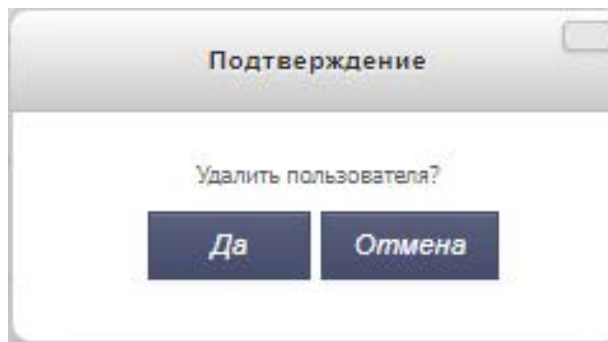 Подтверждение
Удалить пользователя?
Да
Отмена